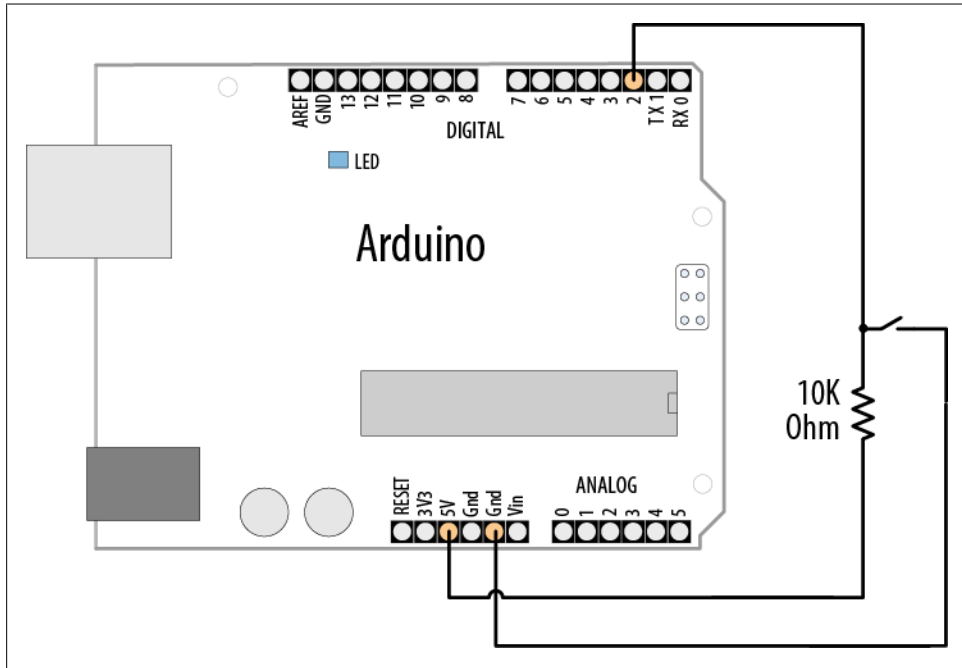 AREF
GND
13
12
11
10
9
8
7
6
5
4
3
2
TX 1
RX 0
DIGITAL
LED
Arduino
10K
Ohm
RESET
3V3
5V
Gnd
Gnd
Vin
ANALOG
0
1
2
3
4
5